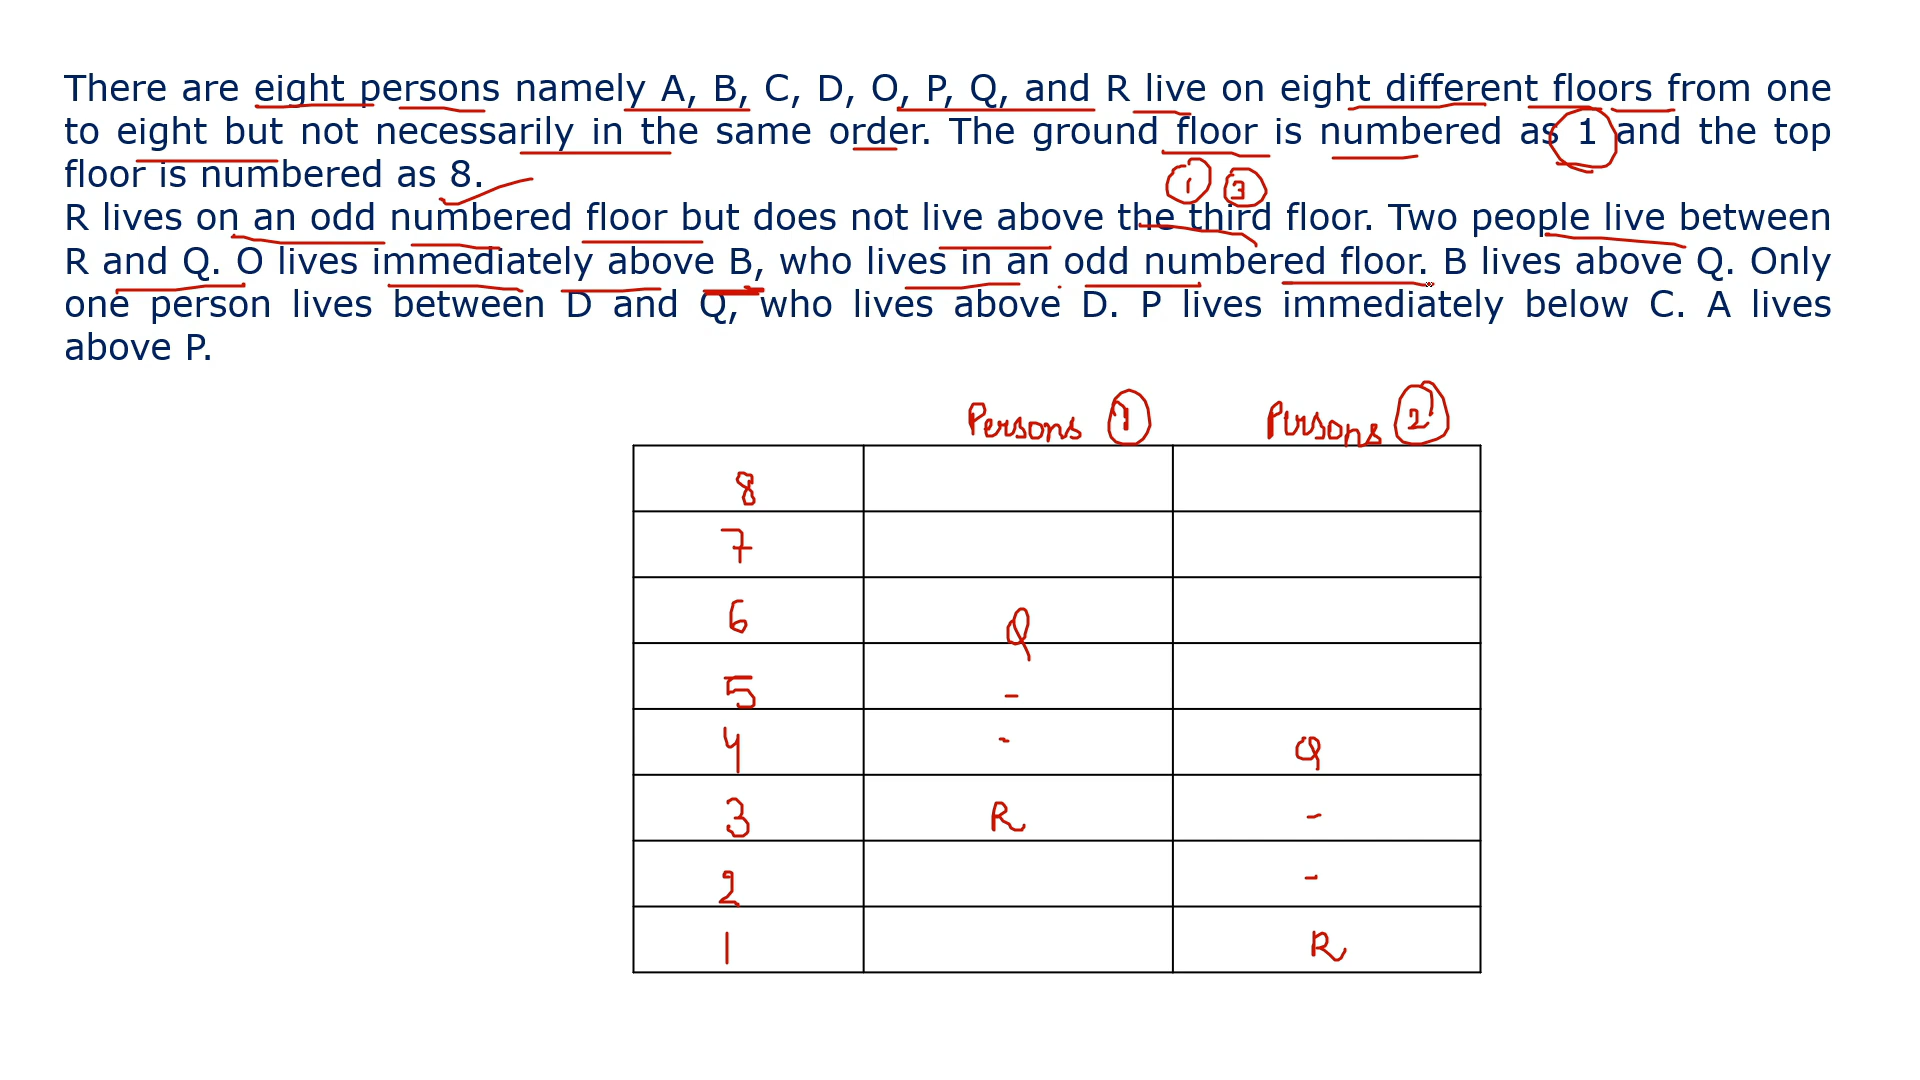 There are eight persons namely A, B, C, D, O, P, Q, and R live on eight different floors from one
to eight but not necessarily in the same order. The ground floor is numbered as 1 and the top
floor is numbered as 8.
1 3
R lives on an odd numbered floor but does not live above the third floor. Two people live between
R and Q. O lives immediately above B, who lives in an odd numbered floor. B lives above Q. Only
one person lives between D and Q, who lives above D. P lives immediately below C. A lives
above P.
Persons 1 Persons 2
8
7
6 Q
5 -
4 - Q
3 R -
2 -
1 R